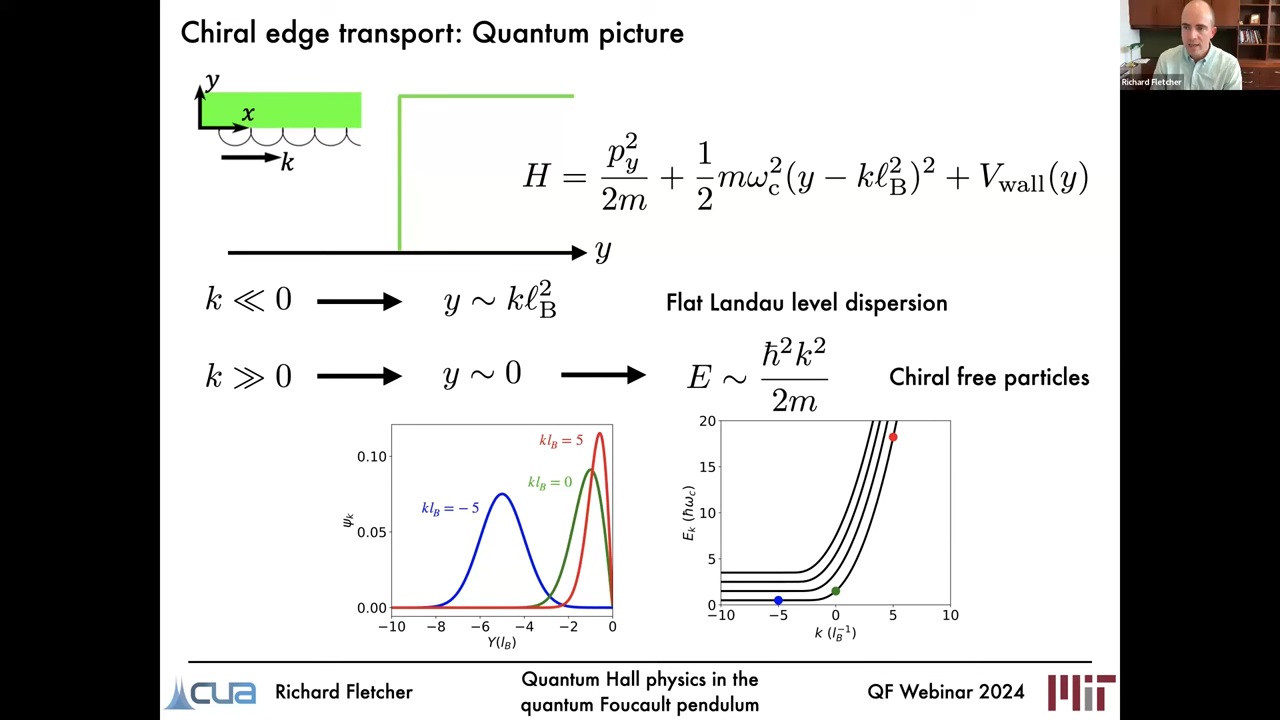 Chiral edge transport: Quantum picture
Richard Fletcher
y
x
k
H = p_y^2/2m + 1/2 mω_c^2(y − kℓ_B^2)^2 + V_wall(y)
y
k ≪ 0 y ∼ kℓ_B^2 Flat Landau level dispersion
k ≫ 0 y ∼ 0 E ∼ ħ^2k^2/2m Chiral free particles
kl_B = 5
kl_B = 0
kl_B = −5
0.10
0.05
0.00
ψ_k
−10 −8 −6 −4 −2 0
Y(l_B)
20
15
10
5
0
E_k (ħω_c)
−10 −5 0 5 10
k (l_B^−1)
CUA
Richard Fletcher
Quantum Hall physics in the
quantum Foucault pendulum
QF Webinar 2024
MIT